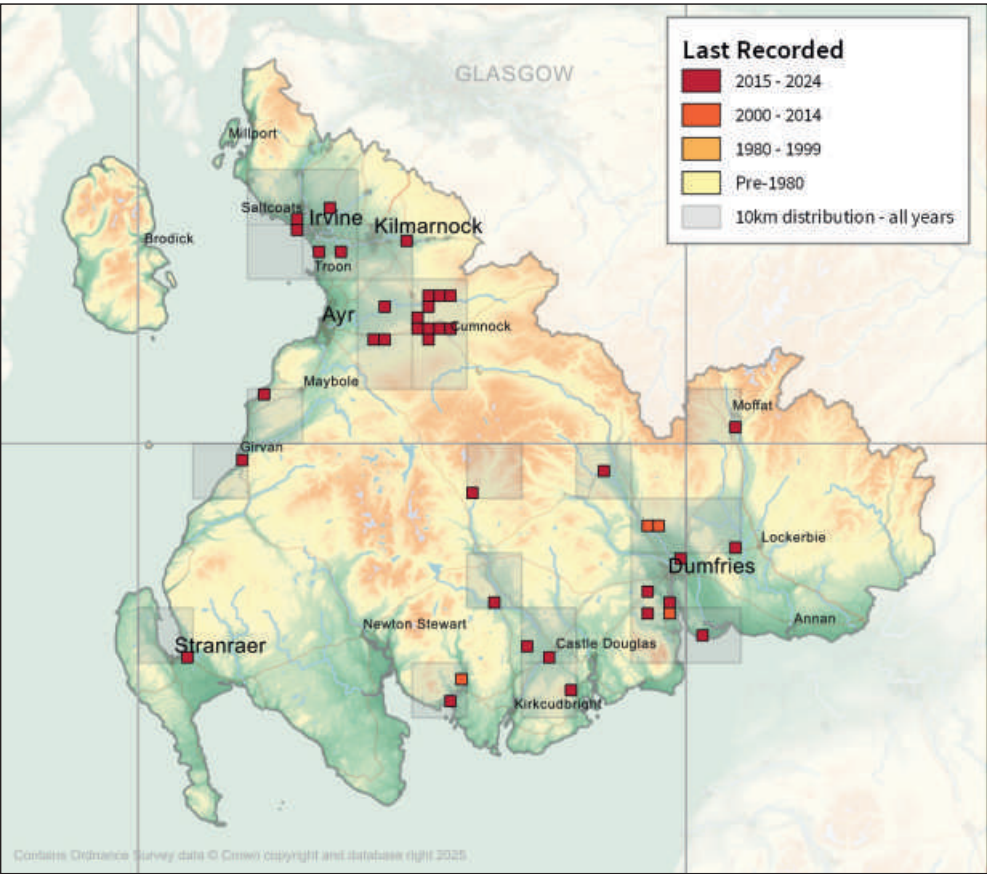 GLASGOW
Last Recorded
2015 - 2024
2000 - 2014
1980 - 1999
Pre-1980
10km distribution - all years
Millport
Saltcoats
Irvine
Kilmarnock
Brodick
Troon
Ayr
Cumnock
Maybole
Moffat
Girvan
Lockerbie
Dumfries
Annan
Newton Stewart
Castle Douglas
Stranraer
Kirkcudbright
Contains Ordnance Survey data © Crown copyright and database right 2025